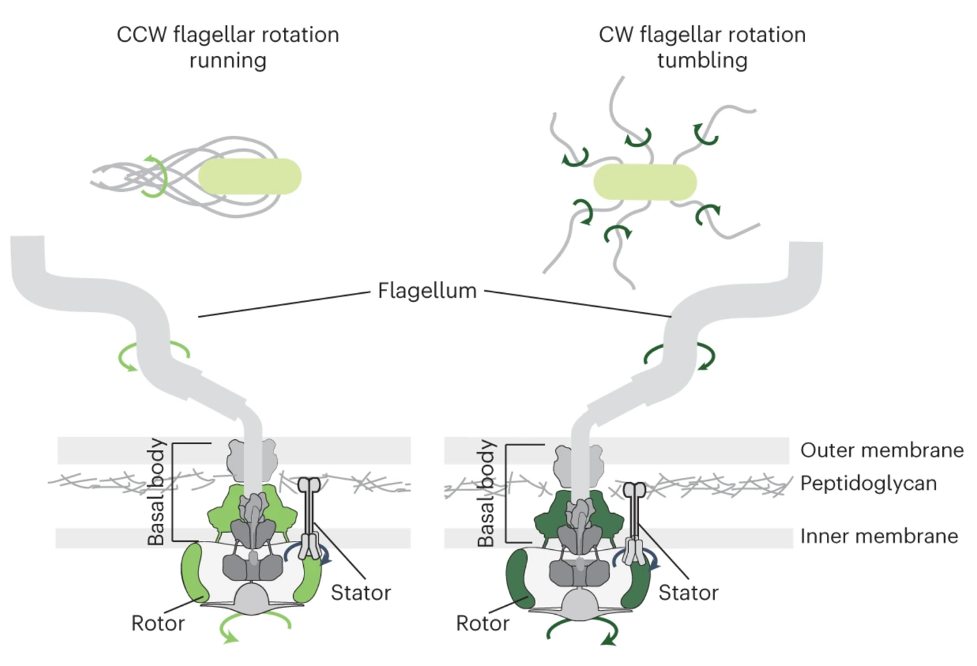 CCW flagellar rotation
running
CW flagellar rotation
tumbling
Flagellum
Basal body
Basal body
Outer membrane
Peptidoglycan
Inner membrane
Stator
Rotor
Stator
Rotor